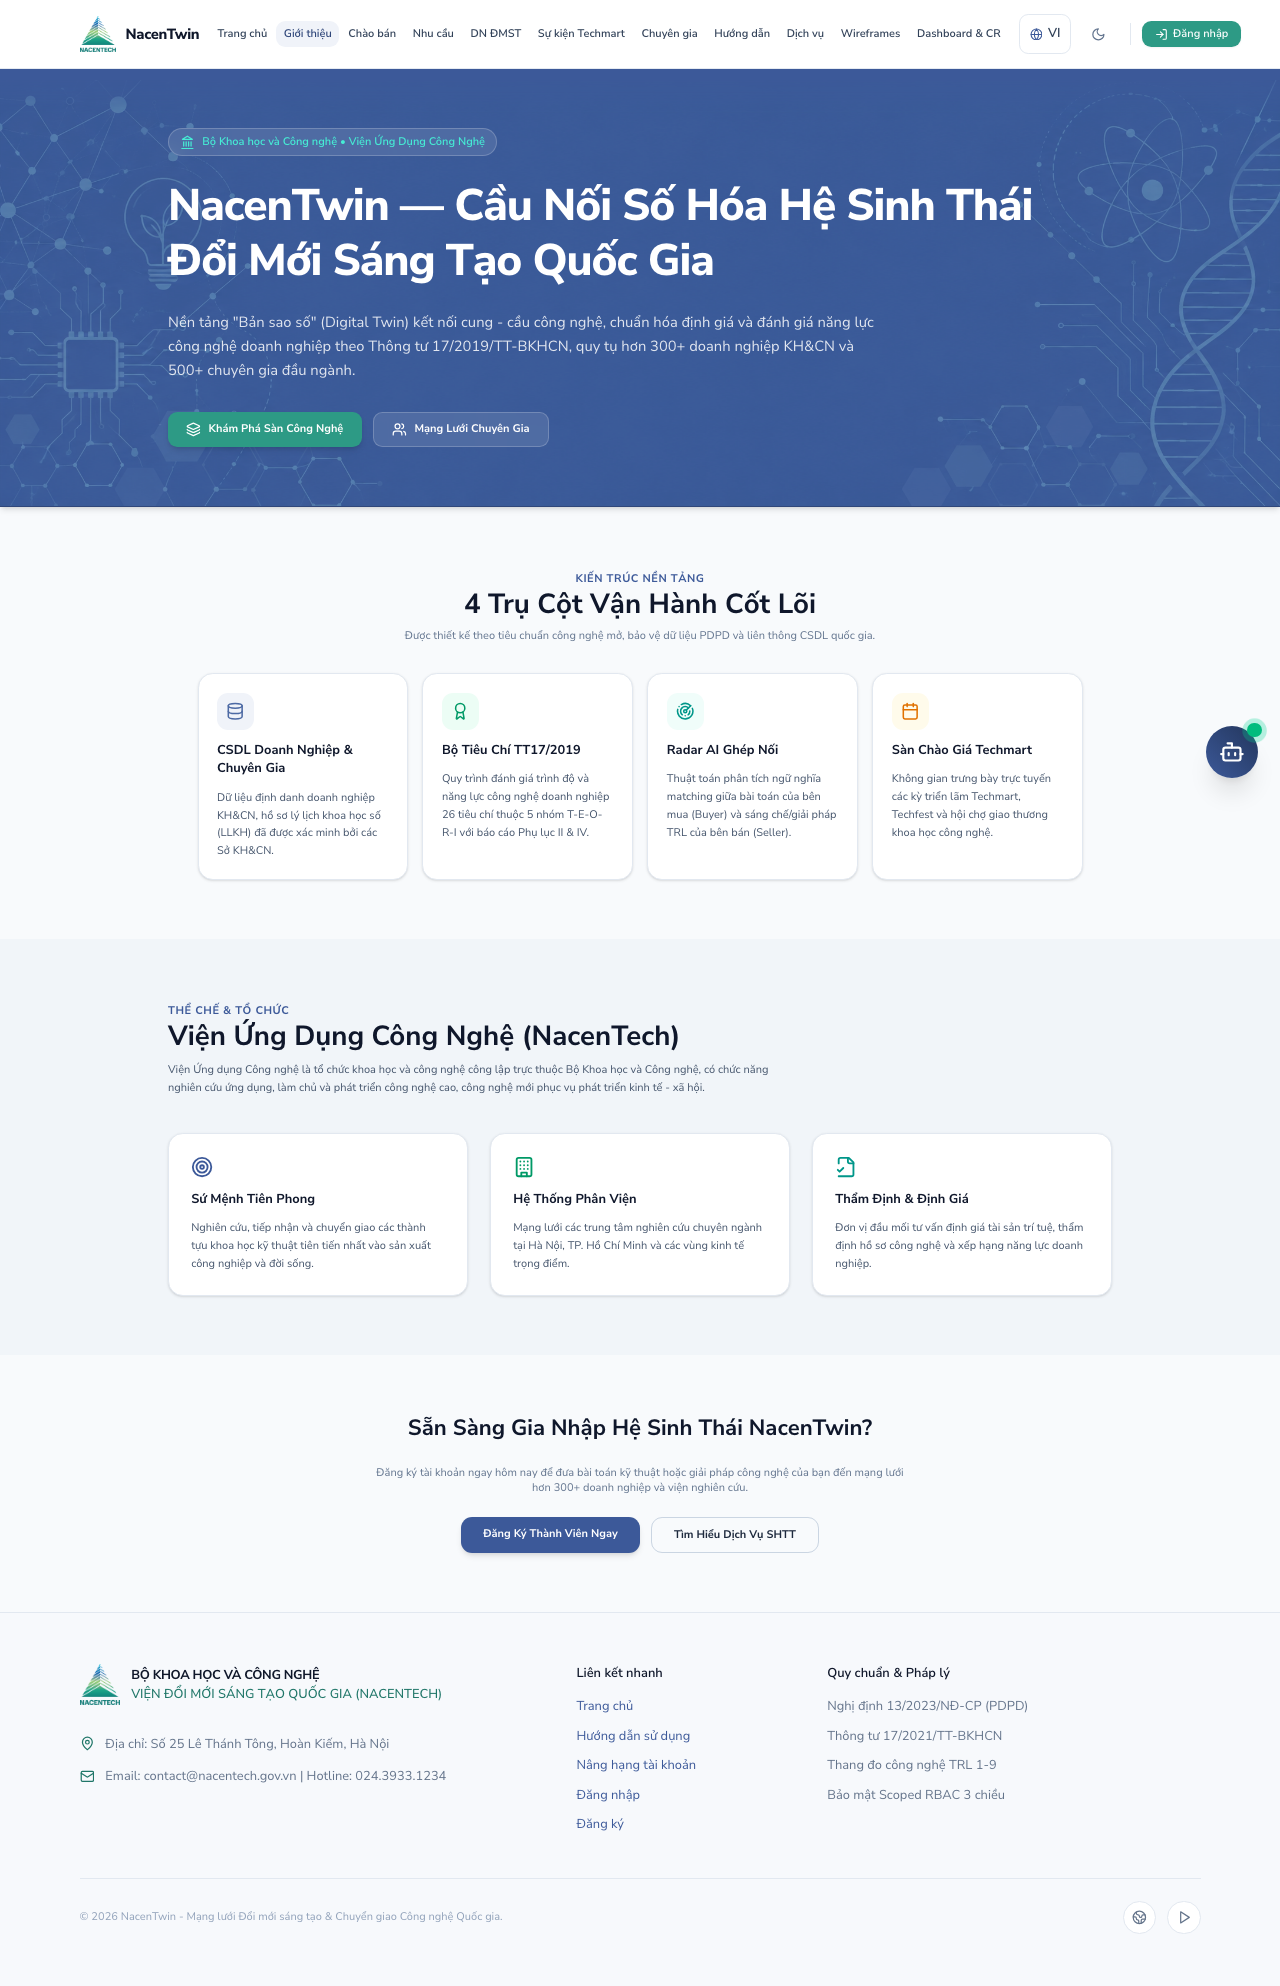 NACENTECH
NacenTwin
Trang chủ
Giới thiệu
Chào bán
Nhu cầu
DN ĐMST
Sự kiện Techmart
Chuyên gia
Hướng dẫn
Dịch vụ
Wireframes
Dashboard & CR
VI
Đăng nhập
Bộ Khoa học và Công nghệ • Viện Ứng Dụng Công Nghệ
NacenTwin — Cầu Nối Số Hóa Hệ Sinh Thái
Đổi Mới Sáng Tạo Quốc Gia
Nền tảng "Bản sao số" (Digital Twin) kết nối cung - cầu công nghệ, chuẩn hóa định giá và đánh giá năng lực
công nghệ doanh nghiệp theo Thông tư 17/2019/TT-BKHCN, quy tụ hơn 300+ doanh nghiệp KH&CN và
500+ chuyên gia đầu ngành.
Khám Phá Sàn Công Nghệ
Mạng Lưới Chuyên Gia
KIẾN TRÚC NỀN TẢNG
4 Trụ Cột Vận Hành Cốt Lõi
Được thiết kế theo tiêu chuẩn công nghệ mở, bảo vệ dữ liệu PDPD và liên thông CSDL quốc gia.
CSDL Doanh Nghiệp &
Chuyên Gia
Dữ liệu định danh doanh nghiệp
KH&CN, hồ sơ lý lịch khoa học số
(LLKH) đã được xác minh bởi các
Sở KH&CN.
Bộ Tiêu Chí TT17/2019
Quy trình đánh giá trình độ và
năng lực công nghệ doanh nghiệp
26 tiêu chí thuộc 5 nhóm T-E-O-
R-I với báo cáo Phụ lục II & IV.
Radar AI Ghép Nối
Thuật toán phân tích ngữ nghĩa
matching giữa bài toán của bên
mua (Buyer) và sáng chế/giải pháp
TRL của bên bán (Seller).
Sàn Chào Giá Techmart
Không gian trưng bày trực tuyến
các kỳ triển lãm Techmart,
Techfest và hội chợ giao thương
khoa học công nghệ.
THỂ CHẾ & TỔ CHỨC
Viện Ứng Dụng Công Nghệ (NacenTech)
Viện Ứng dụng Công nghệ là tổ chức khoa học và công nghệ công lập trực thuộc Bộ Khoa học và Công nghệ, có chức năng
nghiên cứu ứng dụng, làm chủ và phát triển công nghệ cao, công nghệ mới phục vụ phát triển kinh tế - xã hội.
Sứ Mệnh Tiên Phong
Nghiên cứu, tiếp nhận và chuyển giao các thành
tựu khoa học kỹ thuật tiên tiến nhất vào sản xuất
công nghiệp và đời sống.
Hệ Thống Phân Viện
Mạng lưới các trung tâm nghiên cứu chuyên ngành
tại Hà Nội, TP. Hồ Chí Minh và các vùng kinh tế
trọng điểm.
Thẩm Định & Định Giá
Đơn vị đầu mối tư vấn định giá tài sản trí tuệ, thẩm
định hồ sơ công nghệ và xếp hạng năng lực doanh
nghiệp.
Sẵn Sàng Gia Nhập Hệ Sinh Thái NacenTwin?
Đăng ký tài khoản ngay hôm nay để đưa bài toán kỹ thuật hoặc giải pháp công nghệ của bạn đến mạng lưới
hơn 300+ doanh nghiệp và viện nghiên cứu.
Đăng Ký Thành Viên Ngay
Tìm Hiểu Dịch Vụ SHTT
NACENTECH
BỘ KHOA HỌC VÀ CÔNG NGHỆ
VIỆN ĐỔI MỚI SÁNG TẠO QUỐC GIA (NACENTECH)
Địa chỉ: Số 25 Lê Thánh Tông, Hoàn Kiếm, Hà Nội
Email: contact@nacentech.gov.vn | Hotline: 024.3933.1234
Liên kết nhanh
Trang chủ
Hướng dẫn sử dụng
Nâng hạng tài khoản
Đăng nhập
Đăng ký
Quy chuẩn & Pháp lý
Nghị định 13/2023/NĐ-CP (PDPD)
Thông tư 17/2021/TT-BKHCN
Thang đo công nghệ TRL 1-9
Bảo mật Scoped RBAC 3 chiều
© 2026 NacenTwin - Mạng lưới Đổi mới sáng tạo & Chuyển giao Công nghệ Quốc gia.